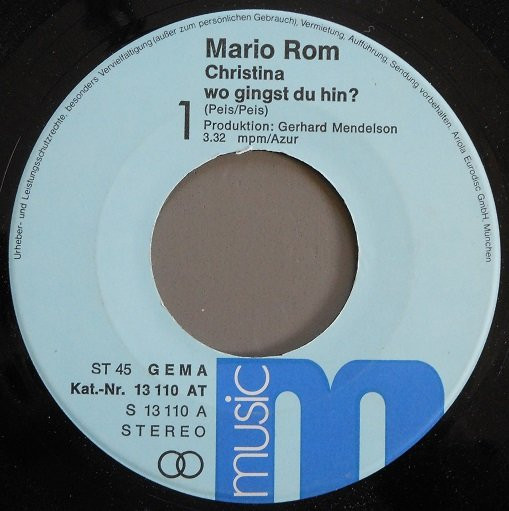 Urheber- und Leistungsschutzrechte, besonders Vervielfältigung (außer zum persönlichen Gebrauch), Vermietung, Aufführung, Sendung vorbehalten. Ariola Eurodisc GmbH, München
Mario Rom
Christina
wo gingst du hin?
1
(Peis/Peis)
Produktion: Gerhard Mendelson
3.32 mpm/Azur
ST 45 GEMA
Kat.-Nr. 13 110 AT
S 13 110 A
STEREO
music
m